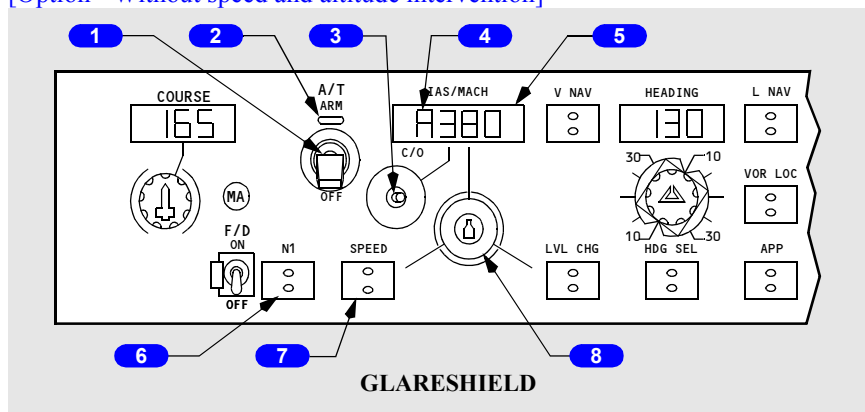 [Option - Without speed and altitude intervention]
1 2 3 4 5
COURSE A/T IAS/MACH V NAV HEADING L NAV
ARM
165 A380 130
C/O
30 10
OFF
VOR LOC
MA
F/D
ON
10 30
N1 SPEED LVL CHG HDG SEL APP
OFF
6 7 8
GLARESHIELD